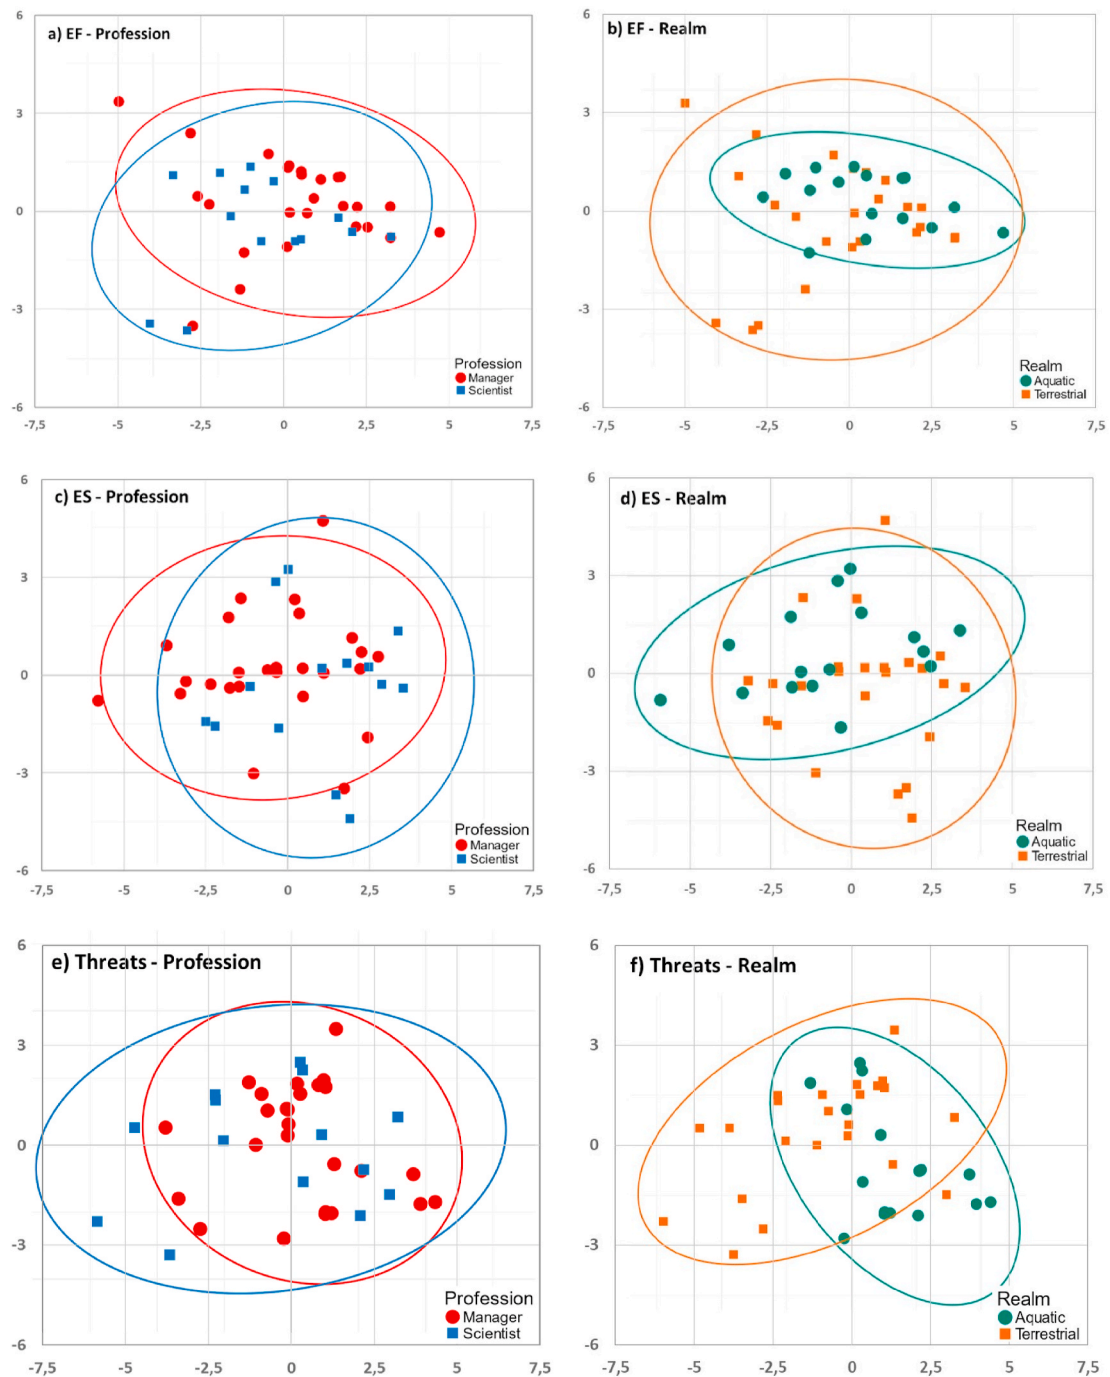 a) EF - Profession
6
3
0
-3
-6
-7,5 -5 -2,5 0 2,5 5 7,5
Profession
Manager
Scientist
b) EF - Realm
6
3
0
-3
-6
-7,5 -5 -2,5 0 2,5 5 7,5
Realm
Aquatic
Terrestrial
c) ES - Profession
6
3
0
-3
-6
-7,5 -5 -2,5 0 2,5 5 7,5
Profession
Manager
Scientist
d) ES - Realm
6
3
0
-3
-6
-7,5 -5 -2,5 0 2,5 5 7,5
Realm
Aquatic
Terrestrial
e) Threats - Profession
6
3
0
-3
-6
-7,5 -5 -2,5 0 2,5 5 7,5
Profession
Manager
Scientist
f) Threats - Realm
6
3
0
-3
-6
-7,5 -5 -2,5 0 2,5 5 7,5
Realm
Aquatic
Terrestrial